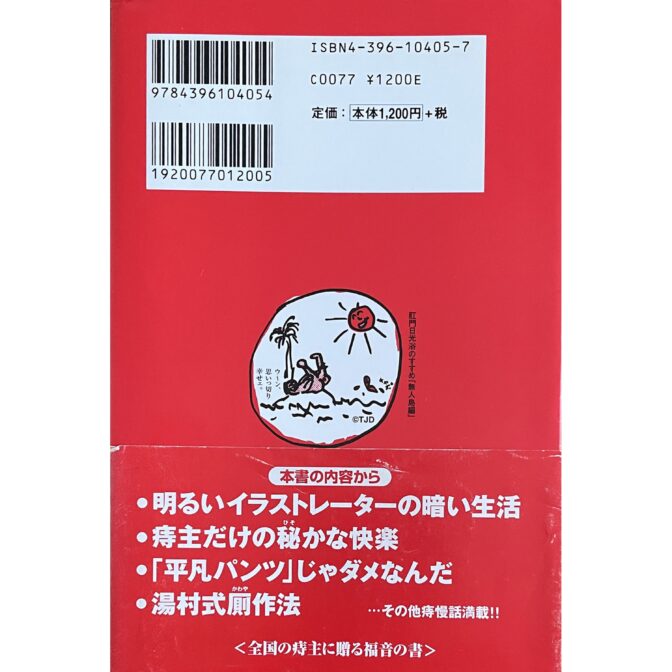 ISBN4-396-10405-7
C0077 ¥1200E
定価：本体1,200円+税
9784396104054
1920077012005
肛門日光浴のすすめ「無人島編」
ウーン、
思いっ切り
幸せェ。
©TJD
本書の内容から
•明るいイラストレーターの暗い生活
•痔主だけの秘かな快楽
ひそ
•「平凡パンツ」じゃダメなんだ
•湯村式厠作法
かわや
…その他痔慢話満載!!
<全国の痔主に贈る福音の書>